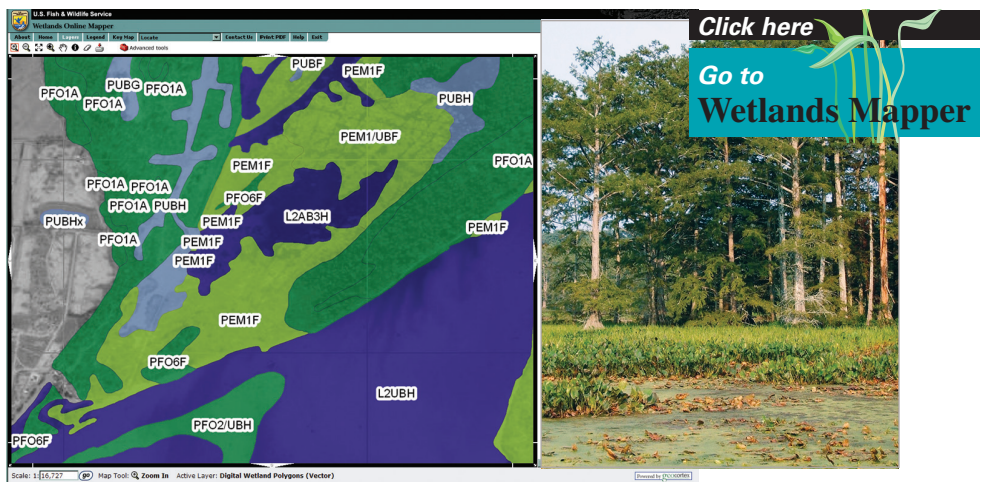 U.S. Fish & Wildlife Service
Wetlands Online Mapper
About Home Layers Legend Key Map Locate Contact Us Print PDF Help Exit
Advanced tools
Click here
Go to
Wetlands Mapper
PUBF
PEM1F
PUBG
PFO1A
PFO1A
PFO1A
PUBH
PEM1/UBF
PFO1A
PEM1F
PFO1A
PFO1A
PFO6F
PFO1A
PUBH
L2AB3H
PUBHx
PEM1F
PEM1F
PFO1A
PEM1F
PEM1F
PEM1F
PFO6F
L2UBH
PFO2/UBH
PFO6F
Scale: 1: 16,727 go Map Tool: Zoom In Active Layer: Digital Wetland Polygons (Vector)
Powered by geocortex